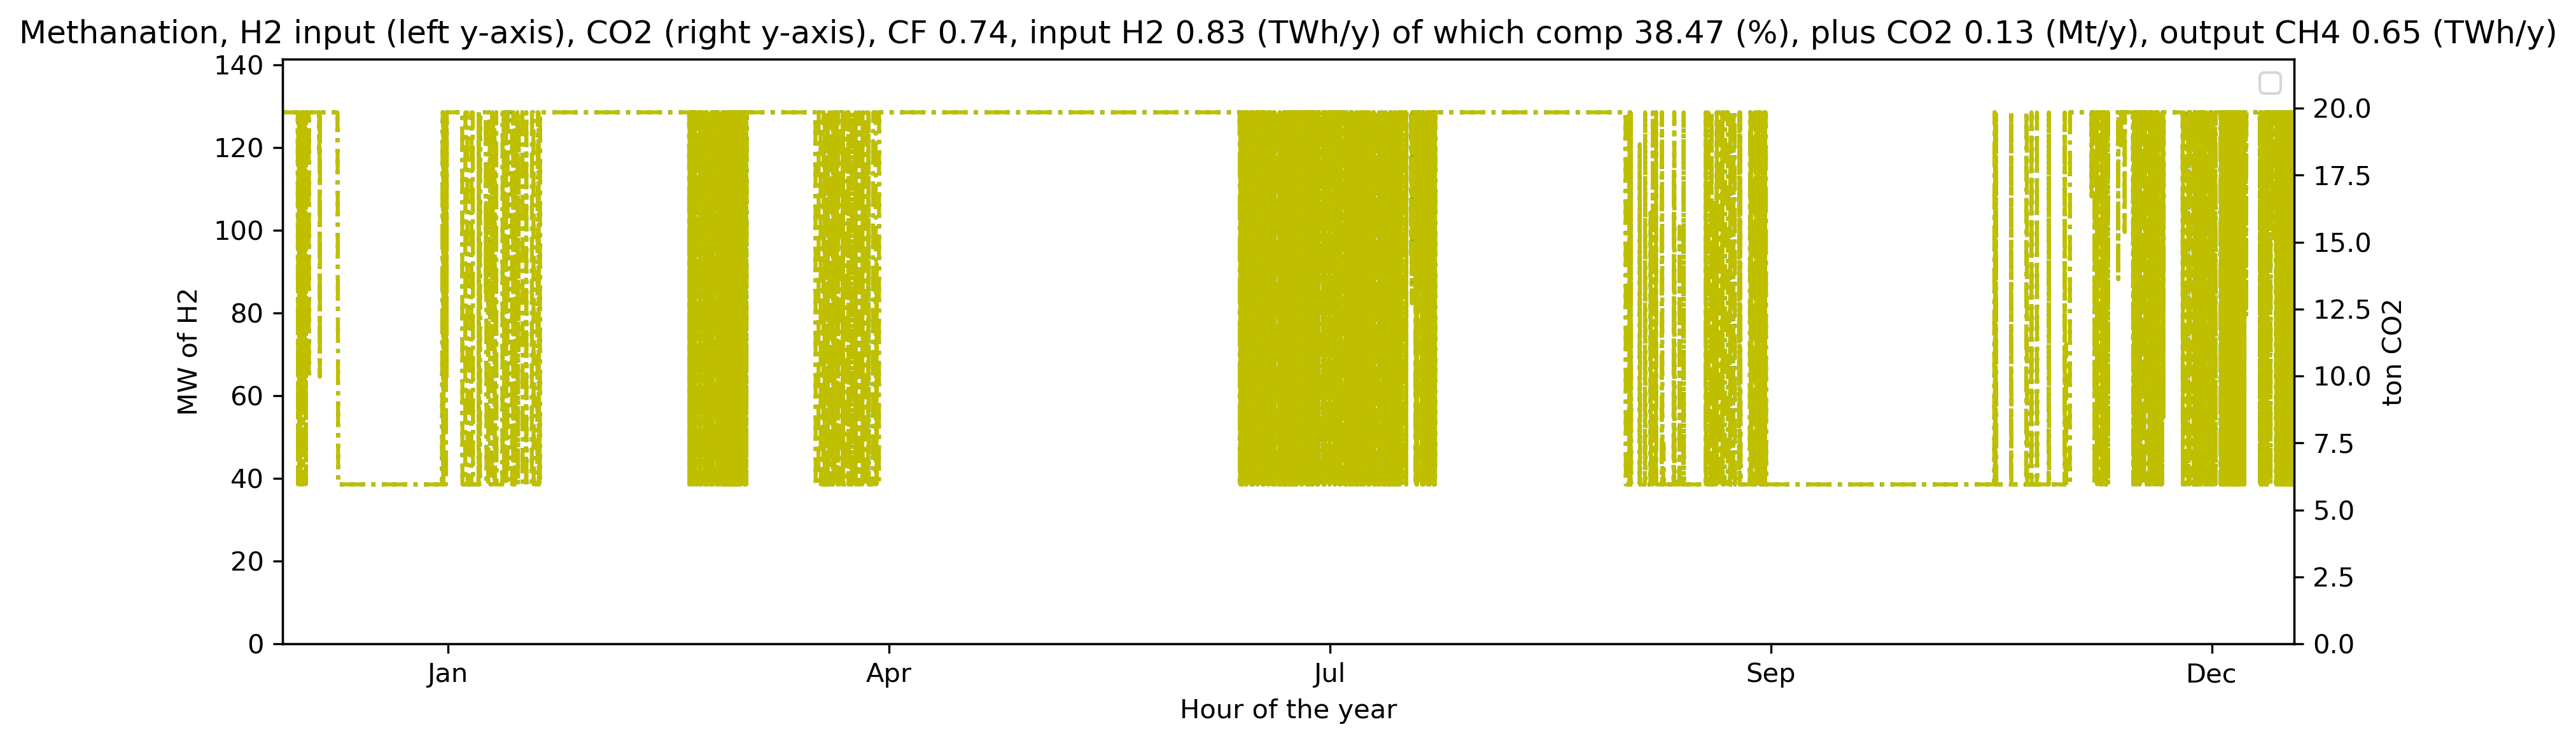 Methanation, H2 input (left y-axis), CO2 (right y-axis), CF 0.74, input H2 0.83 (TWh/y) of which comp 38.47 (%), plus CO2 0.13 (Mt/y), output CH4 0.65 (TWh/y)
MW of H2
140
120
100
80
60
40
20
0
20.0
17.5
15.0
12.5
10.0
7.5
5.0
2.5
0.0
ton CO2
Jan
Apr
Jul
Sep
Dec
Hour of the year